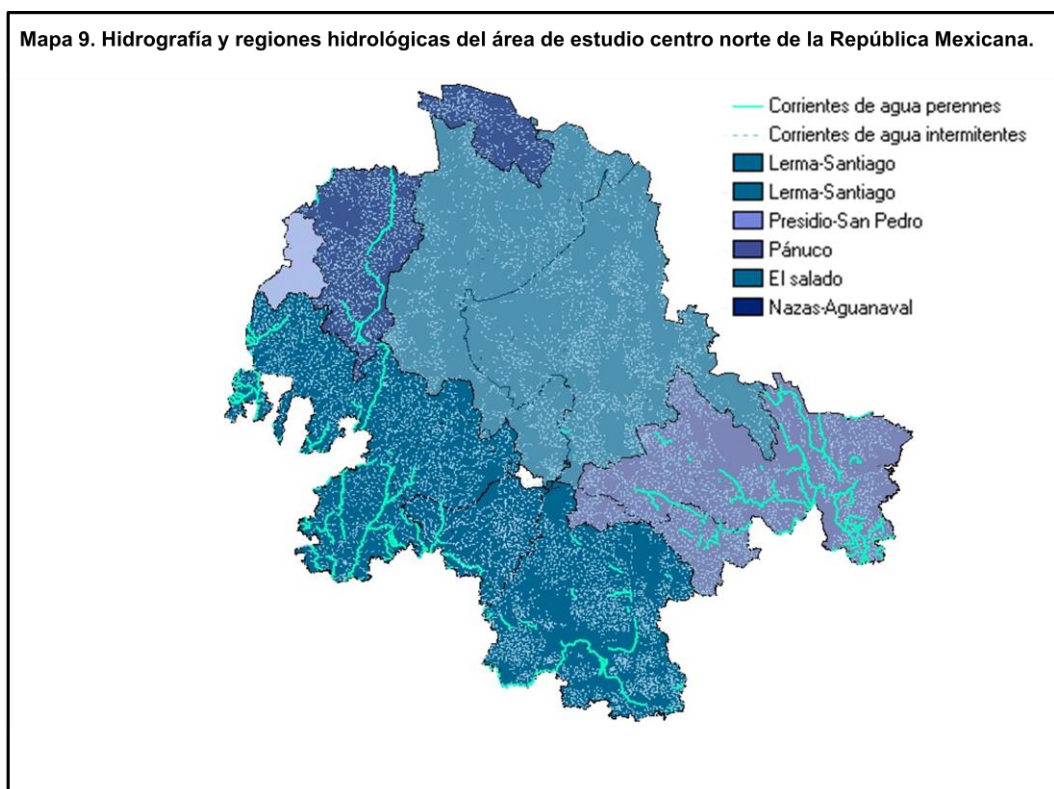 Mapa 9. Hidrografía y regiones hidrológicas del área de estudio centro norte de la República Mexicana.
Corrientes de agua perennes
Corrientes de agua intermitentes
Lerma-Santiago
Lerma-Santiago
Presidio-San Pedro
Pánuco
El salado
Nazas-Aguanaval